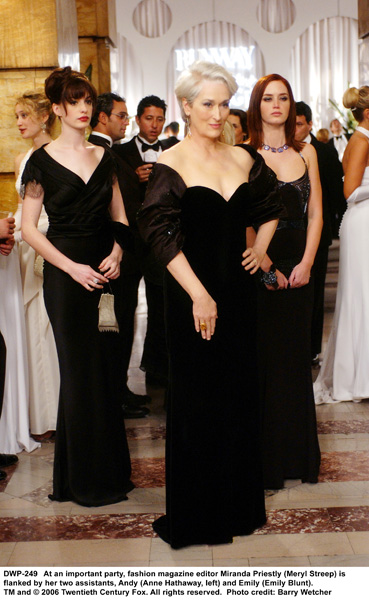 RUNWAY
DWP-249 At an important party, fashion magazine editor Miranda Priestly (Meryl Streep) is
flanked by her two assistants, Andy (Anne Hathaway, left) and Emily (Emily Blunt).
TM and © 2006 Twentieth Century Fox. All rights reserved. Photo credit: Barry Wetcher